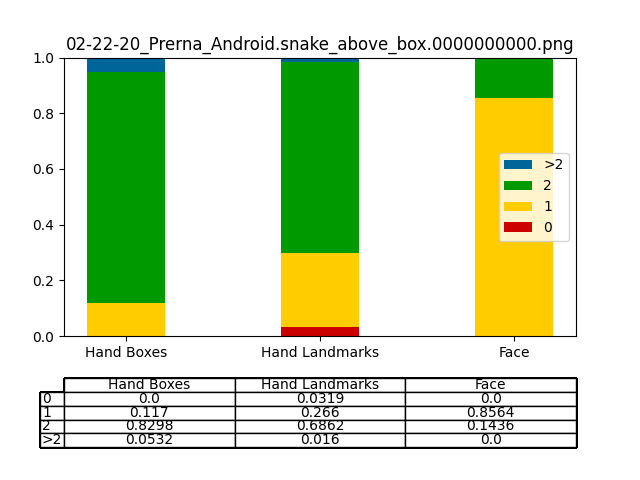 02-22-20_Prerna_Android.snake_above_box.0000000000.png
1.0
0.8
0.6
0.4
0.2
0.0
>2
2
1
0
Hand Boxes Hand Landmarks Face
Hand Boxes Hand Landmarks Face
0 0.0 0.0319 0.0
1 0.117 0.266 0.8564
2 0.8298 0.6862 0.1436
>2 0.0532 0.016 0.0